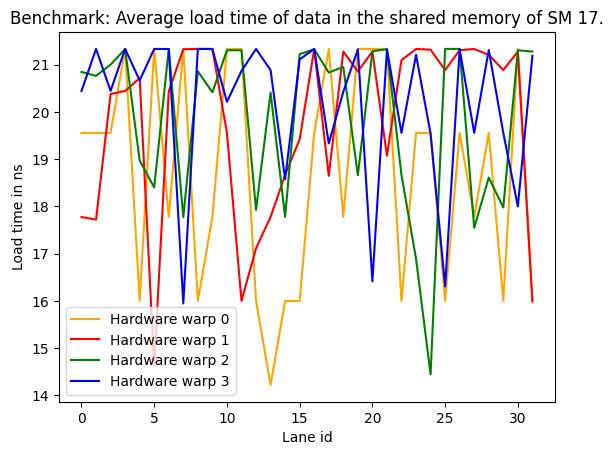 Benchmark: Average load time of data in the shared memory of SM 17.
Load time in ns
21
20
19
18
17
16
15
14
Hardware warp 0
Hardware warp 1
Hardware warp 2
Hardware warp 3
0 5 10 15 20 25 30
Lane id